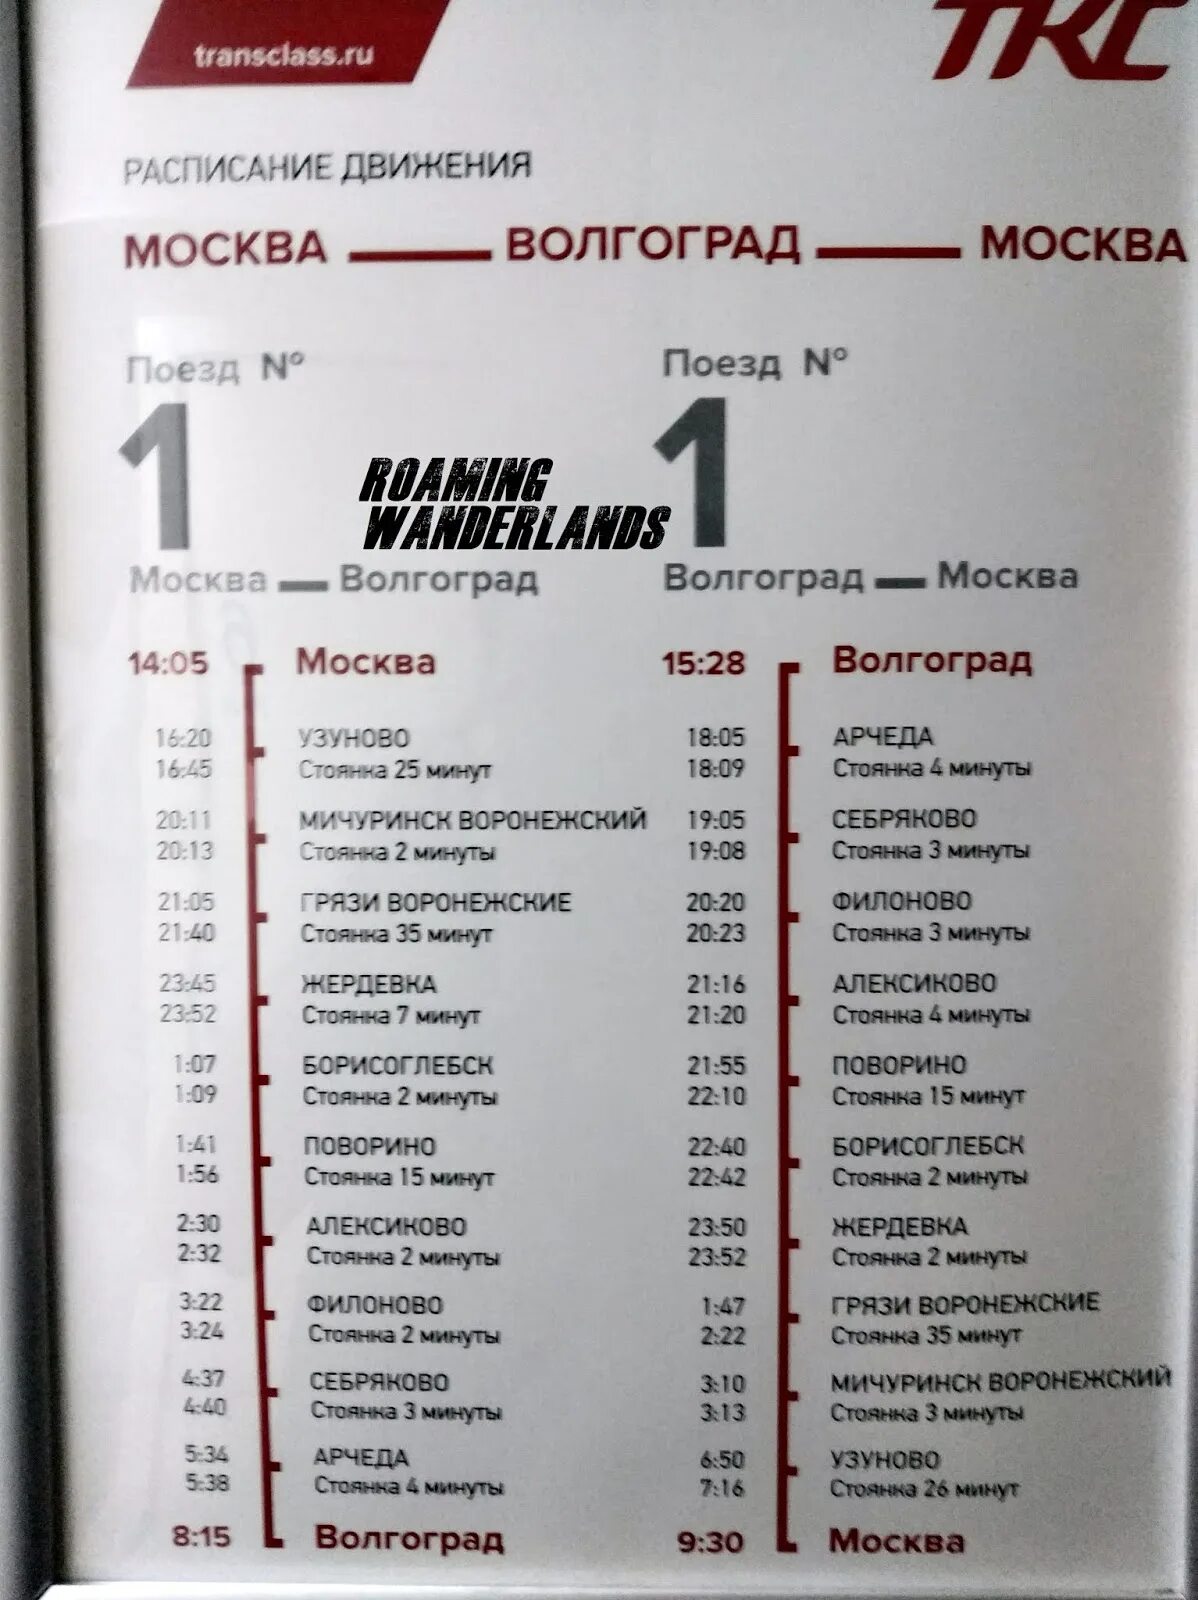 transclass.ru
ТКС
РАСПИСАНИЕ ДВИЖЕНИЯ
МОСКВА — ВОЛГОГРАД — МОСКВА
Поезд №
1
Москва — Волгоград
14:05 Москва
16:20 УЗУНОВО
16:45 Стоянка 25 минут
20:11 МИЧУРИНСК ВОРОНЕЖСКИЙ
20:13 Стоянка 2 минуты
21:05 ГРЯЗИ ВОРОНЕЖСКИЕ
21:40 Стоянка 35 минут
23:45 ЖЕРДЕВКА
23:52 Стоянка 7 минут
1:07 БОРИСОГЛЕБСК
1:09 Стоянка 2 минуты
1:41 ПОВОРИНО
1:56 Стоянка 15 минут
2:30 АЛЕКСИКОВО
2:32 Стоянка 2 минуты
3:22 ФИЛОНОВО
3:24 Стоянка 2 минуты
4:37 СЕБРЯКОВО
4:40 Стоянка 3 минуты
5:34 АРЧЕДА
5:38 Стоянка 4 минуты
8:15 Волгоград
ROAMING
WANDERLANDS
Поезд №
1
Волгоград — Москва
15:28 Волгоград
18:05 АРЧЕДА
18:09 Стоянка 4 минуты
19:05 СЕБРЯКОВО
19:08 Стоянка 3 минуты
20:20 ФИЛОНОВО
20:23 Стоянка 3 минуты
21:16 АЛЕКСИКОВО
21:20 Стоянка 4 минуты
21:55 ПОВОРИНО
22:10 Стоянка 15 минут
22:40 БОРИСОГЛЕБСК
22:42 Стоянка 2 минуты
23:50 ЖЕРДЕВКА
23:52 Стоянка 2 минуты
1:47 ГРЯЗИ ВОРОНЕЖСКИЕ
2:22 Стоянка 35 минут
3:10 МИЧУРИНСК ВОРОНЕЖСКИЙ
3:13 Стоянка 3 минуты
6:50 УЗУНОВО
7:16 Стоянка 26 минут
9:30 Москва